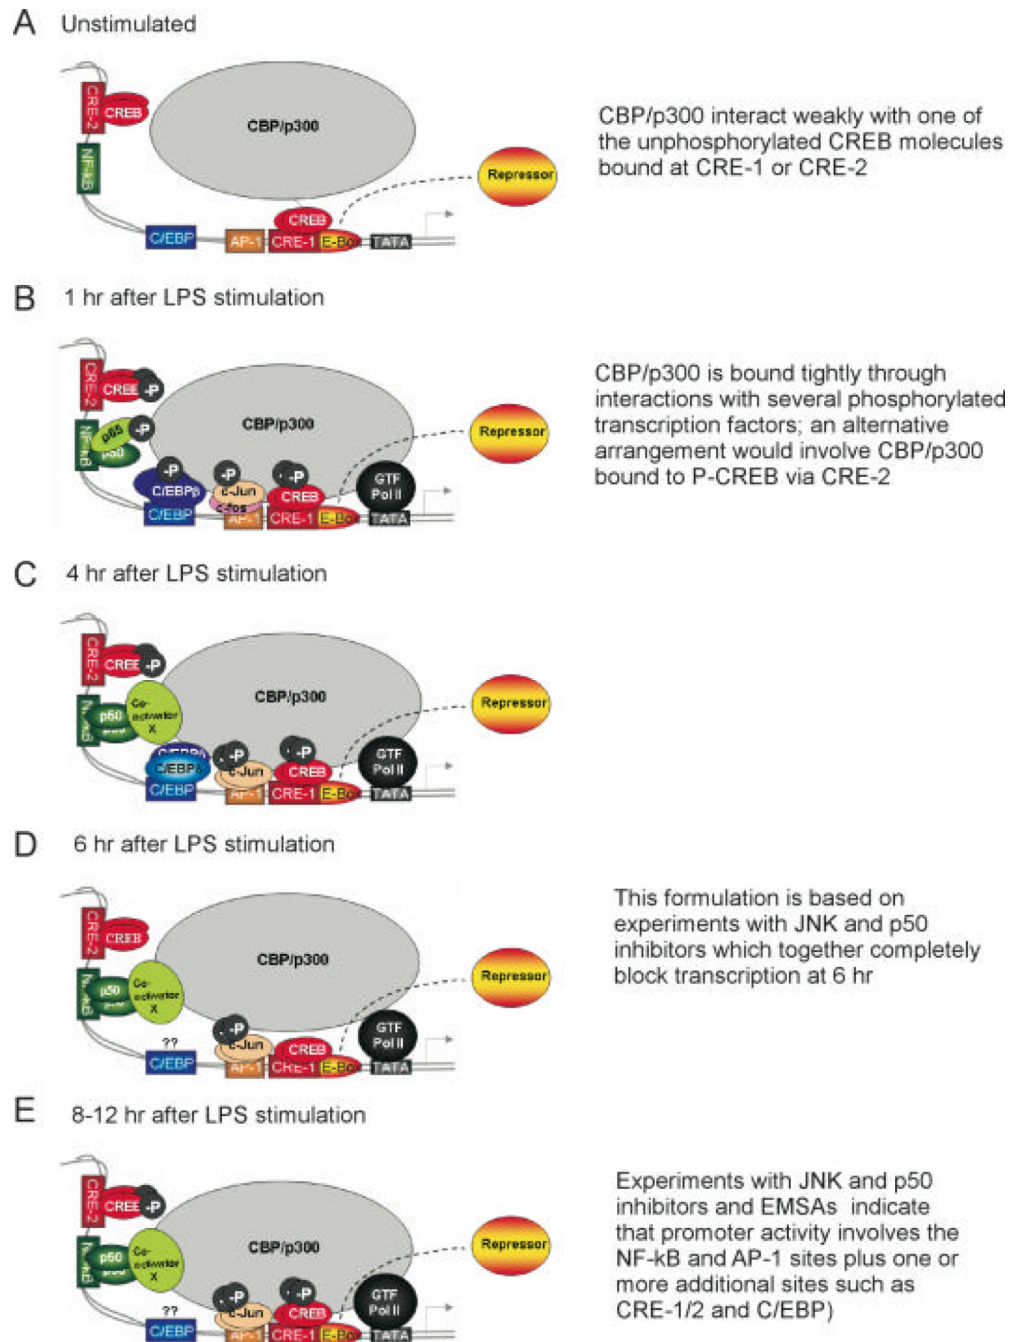 A Unstimulated
CRE-2
CREB
CBP/p300
NF-kB
Repressor
CREB
C/EBP
AP-1
CRE-1
E-Box
TATA
CBP/p300 interact weakly with one of
the unphosphorylated CREB molecules
bound at CRE-1 or CRE-2
B 1 hr after LPS stimulation
CRE-2
CREB
-P
p65
-P
CBP/p300
NF-kB
p50
Repressor
-P
-P
-P
C/EBPβ
c-Jun
c-fos
CREB
GTF
Pol II
C/EBP
AP-1
CRE-1
E-Box
TATA
CBP/p300 is bound tightly through
interactions with several phosphorylated
transcription factors; an alternative
arrangement would involve CBP/p300
bound to P-CREB via CRE-2
C 4 hr after LPS stimulation
CRE-2
CREB
-P
CBP/p300
NF-kB
p50
Co-
activator
X
Repressor
C/EBPδ
-P
-P
c-Jun
CREB
GTF
Pol II
C/EBP
AP-1
CRE-1
E-Box
TATA
D 6 hr after LPS stimulation
CRE-2
CREB
CBP/p300
NF-kB
p50
Co-
activator
X
Repressor
-P
??
c-Jun
CREB
GTF
Pol II
C/EBP
AP-1
CRE-1
E-Box
TATA
This formulation is based on
experiments with JNK and p50
inhibitors which together completely
block transcription at 6 hr
E 8-12 hr after LPS stimulation
CRE-2
CREB
-P
CBP/p300
NF-kB
p50
Co-
activator
X
Repressor
-P
-P
??
c-Jun
CREB
GTF
Pol II
C/EBP
AP-1
CRE-1
E-Box
TATA
Experiments with JNK and p50
inhibitors and EMSAs indicate
that promoter activity involves the
NF-kB and AP-1 sites plus one or
more additional sites such as
CRE-1/2 and C/EBP)